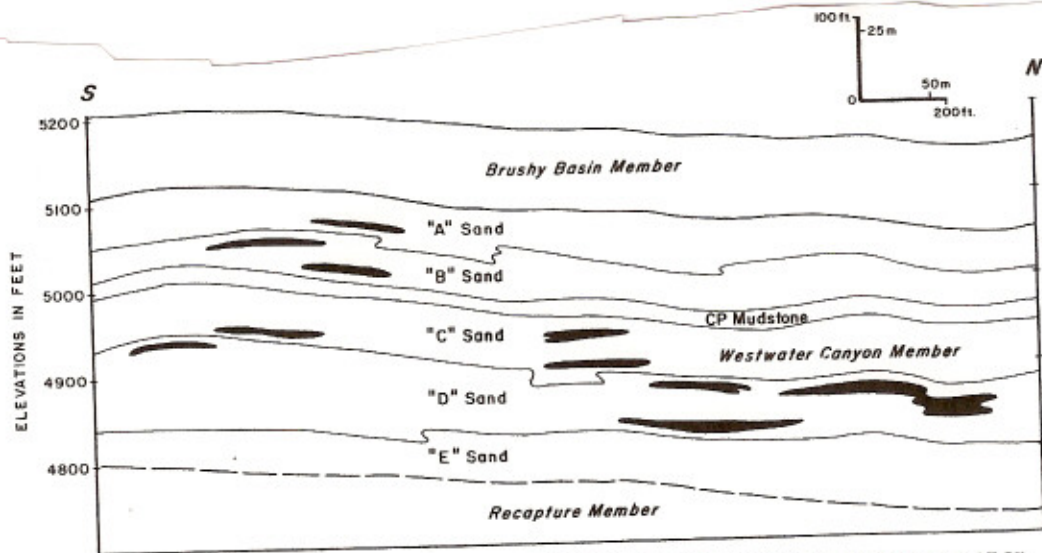 100 ft.
25 m
50m
0
200 ft.
S
N
5200
Brushy Basin Member
5100
"A" Sand
"B" Sand
5000
CP Mudstone
"C" Sand
Westwater Canyon Member
4900
"D" Sand
"E" Sand
4800
Recapture Member
ELEVATIONS IN FEET